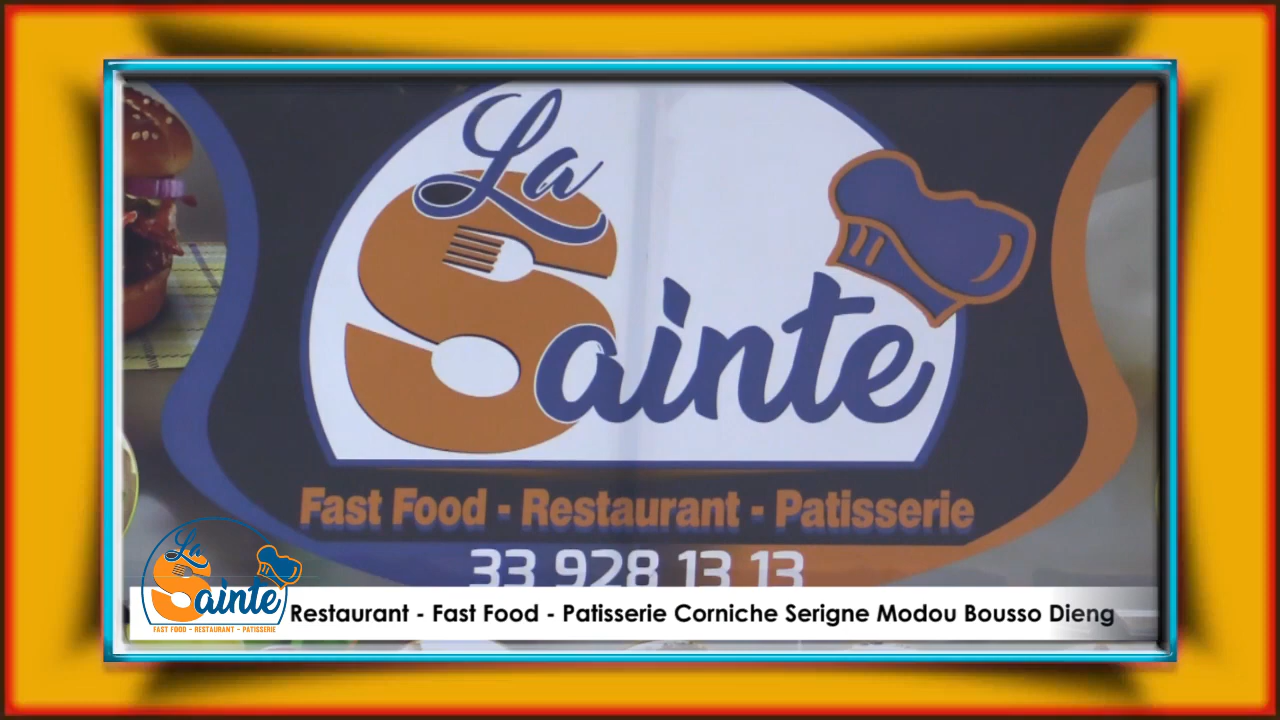 La
Sainte
Fast Food - Restaurant - Patisserie
33 928 13 13
La
Sainte
FAST FOOD - RESTAURANT - PATISSERIE
Restaurant - Fast Food - Patisserie Corniche Serigne Modou Bousso Dieng